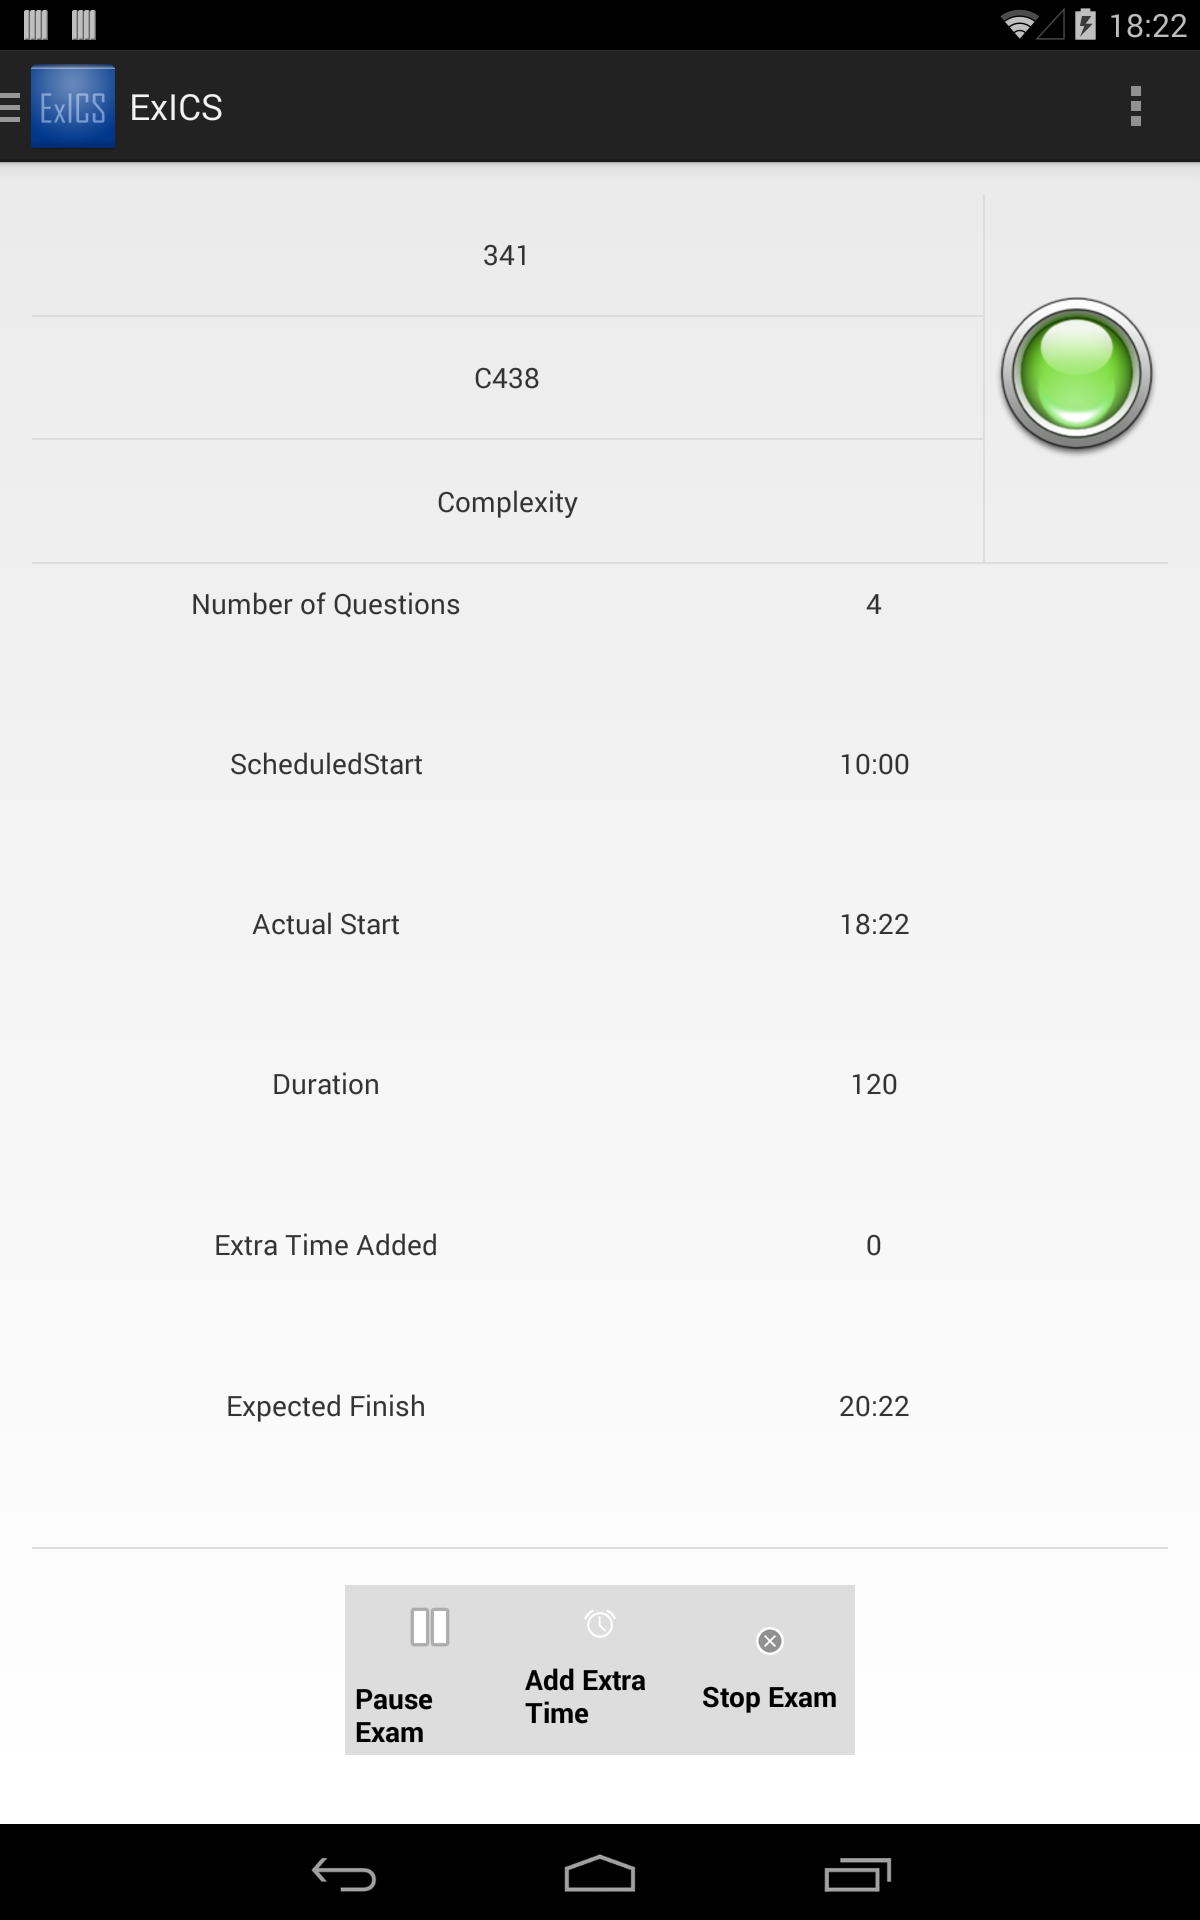 18:22
ExICS
ExICS
341
C438
Complexity
Number of Questions 4
ScheduledStart 10:00
Actual Start 18:22
Duration 120
Extra Time Added 0
Expected Finish 20:22
Pause
Exam
Add Extra
Time
Stop Exam